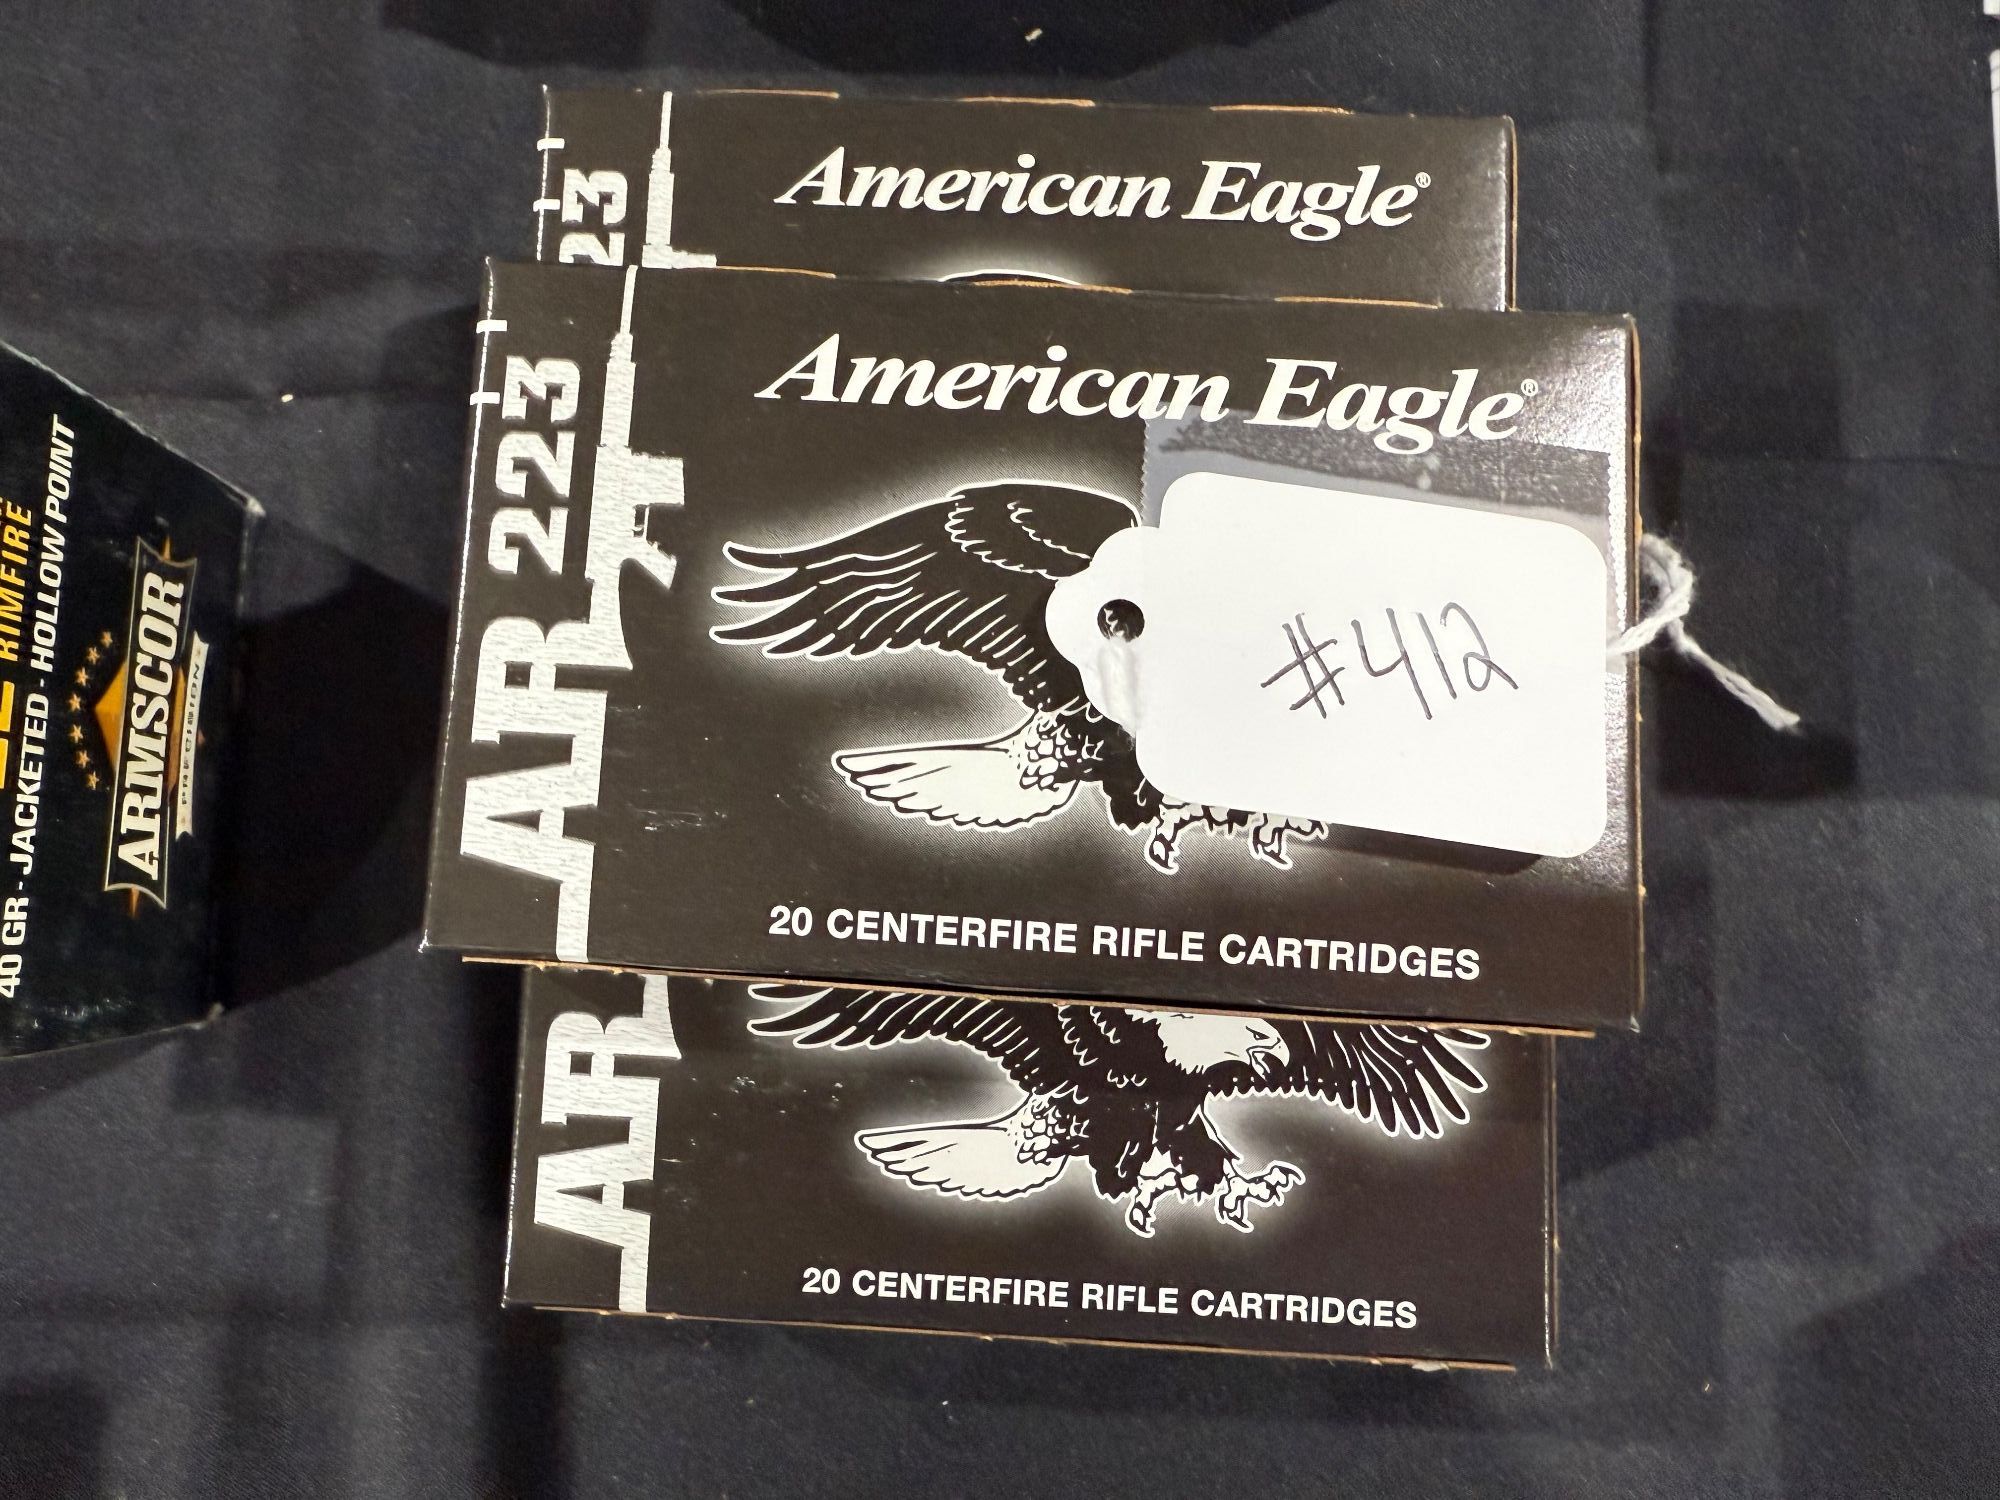 American Eagle®
223
American Eagle®
AR 223
#412
20 CENTERFIRE RIFLE CARTRIDGES
AR
20 CENTERFIRE RIFLE CARTRIDGES
RIMFIRE
40 GR - JACKETED - HOLLOW POINT
ARMSCOR
PRECISION